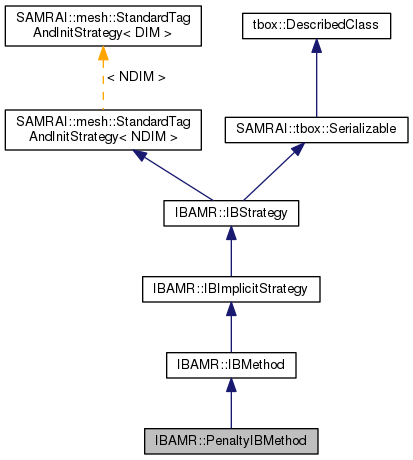 SAMRAI::mesh::StandardTag
AndInitStrategy< DIM >
tbox::DescribedClass
< NDIM >
SAMRAI::mesh::StandardTag
AndInitStrategy< NDIM >
SAMRAI::tbox::Serializable
IBAMR::IBStrategy
IBAMR::IBImplicitStrategy
IBAMR::IBMethod
IBAMR::PenaltyIBMethod